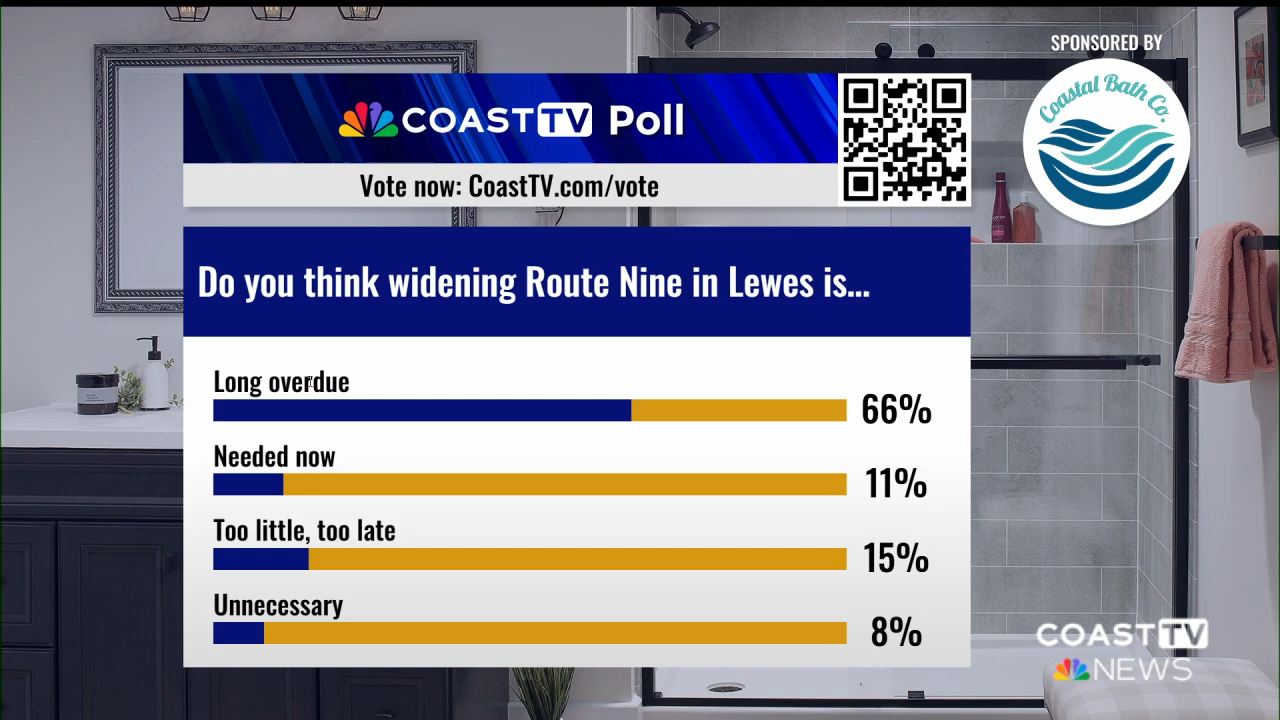 SPONSORED BY
Coastal Bath Co.
COAST TV Poll
Vote now: CoastTV.com/vote
Do you think widening Route Nine in Lewes is...
Long overdue
66%
Needed now
11%
Too little, too late
15%
Unnecessary
8%
COAST TV
NEWS